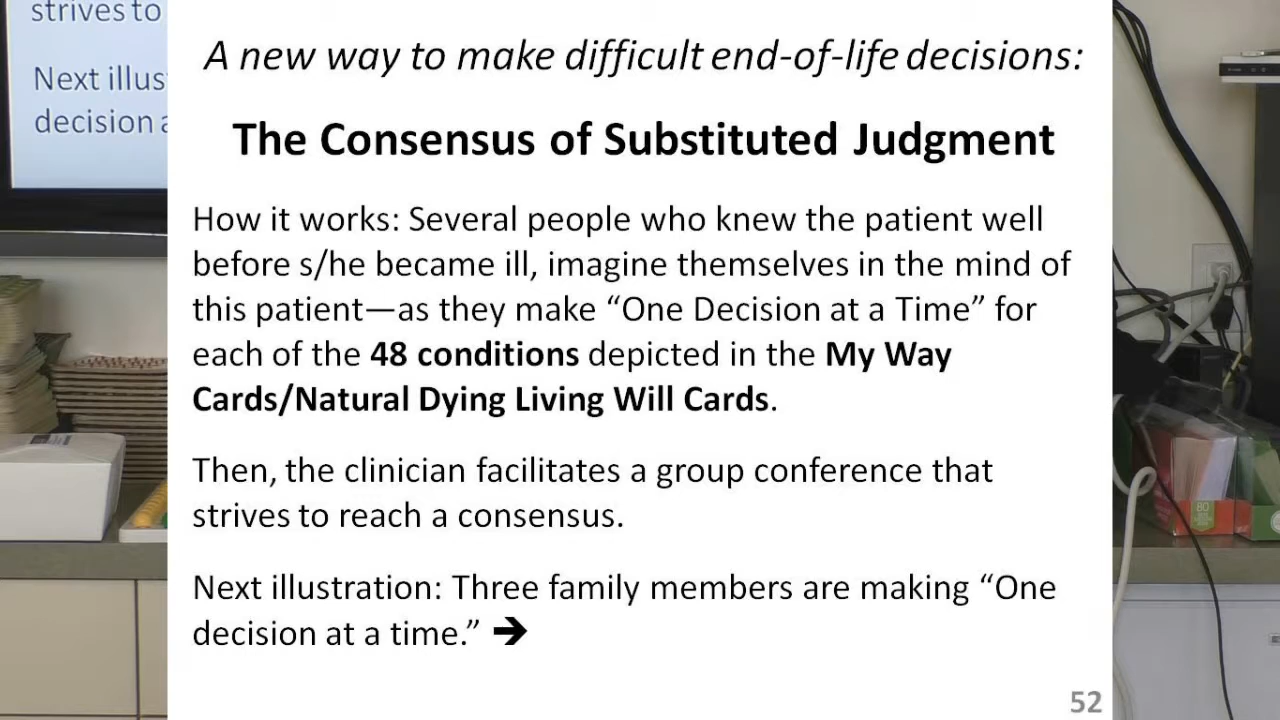 strives to
Next illus
decision a
A new way to make difficult end-of-life decisions:
The Consensus of Substituted Judgment
How it works: Several people who knew the patient well
before s/he became ill, imagine themselves in the mind of
this patient—as they make “One Decision at a Time” for
each of the 48 conditions depicted in the My Way
Cards/Natural Dying Living Will Cards.
Then, the clinician facilitates a group conference that
strives to reach a consensus.
Next illustration: Three family members are making “One
decision at a time.” ➔
52
80